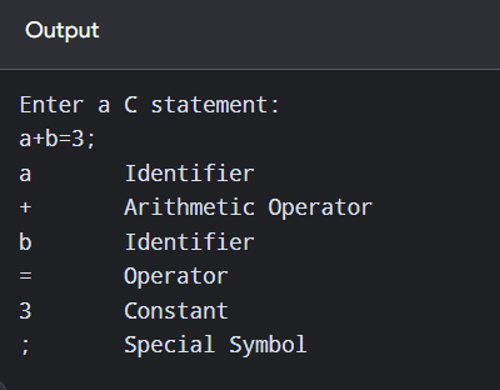 Output
Enter a C statement:
a+b=3;
a Identifier
+ Arithmetic Operator
b Identifier
= Operator
3 Constant
; Special Symbol